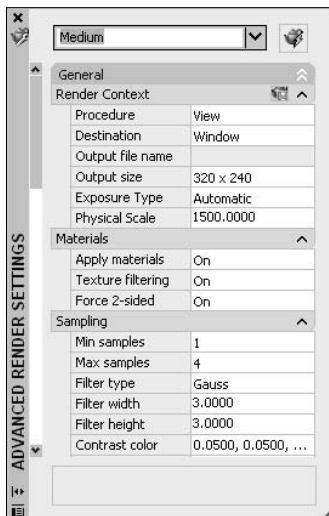 Medium
General
Render Context
Procedure View
Destination Window
Output file name
Output size 320 x 240
Exposure Type Automatic
Physical Scale 1500.0000
Materials
Apply materials On
Texture filtering On
Force 2-sided On
Sampling
Min samples 1
Max samples 4
Filter type Gauss
Filter width 3.0000
Filter height 3.0000
Contrast color 0.0500, 0.0500, ...
ADVANCED RENDER SETTINGS